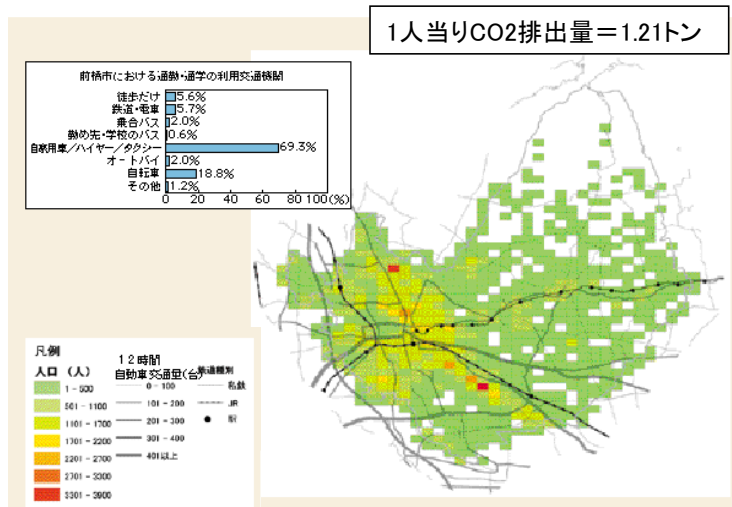 1人当りCO2排出量＝1.21トン
前橋市における通勤・通学の利用交通機関
徒歩だけ 5.6%
鉄道・電車 5.7%
乗合バス 2.0%
勤め先・学校のバス 0.6%
自家用車／ハイヤー／タクシー 69.3%
オートバイ 2.0%
自転車 18.8%
その他 1.2%
0 20 40 60 80 100(%)
凡例
人口 (人)
1 - 500
501 - 1100
1101 - 1700
1701 - 2200
2201 - 2700
2701 - 3300
3301 - 3900
12時間
自動車交通量(台)
0 - 100
101 - 200
201 - 300
301 - 400
401以上
鉄道種別
私鉄
JR
駅